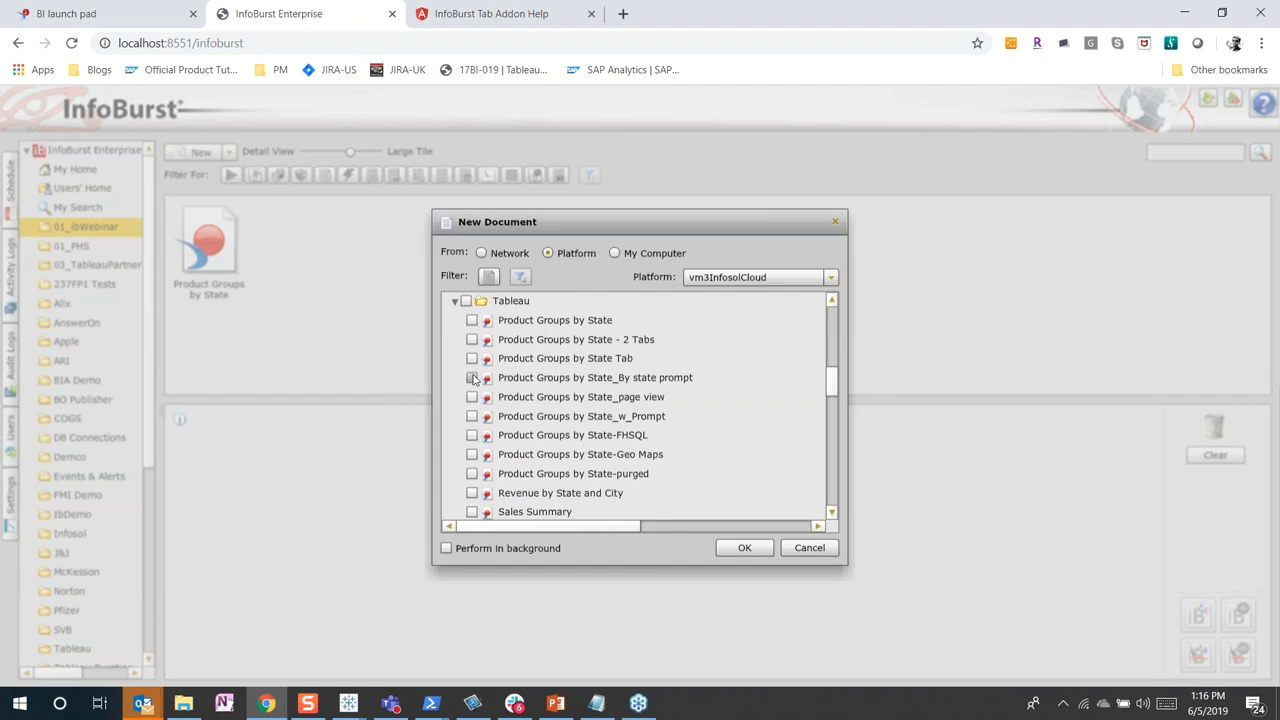 BI launch pad
InfoBurst Enterprise
InfoBurst Tab Addon Help
localhost:8551/infoburst
Apps
Blogs
Official Product Tut...
PM
JIRA-US
JIRA-UK
17BI-019 | Tableau...
SAP Analytics | SAP...
Other bookmarks
InfoBurst
Schedule
Activity Logs
Audit Logs
Users
Settings
InfoBurst Enterprise
My Home
Users' Home
My Search
01_ibWebinar
01_PHS
03_TableauPartner
237FP1 Tests
Alix
AnswerOn
Apple
ARI
BIA Demo
BO Publisher
COGS
DB Connections
Demco
Events & Alerts
FMI Demo
IbDemo
Infosol
J&J
McKesson
Norton
Pfizer
SVB
Tableau
New
Detail View
Large Tile
Filter For:
Product Groups
by State
New Document
From:
Network
Platform
My Computer
Filter:
Platform:
vm3InfosolCloud
Tableau
Product Groups by State
Product Groups by State - 2 Tabs
Product Groups by State Tab
Product Groups by State_By state prompt
Product Groups by State_page view
Product Groups by State_w_Prompt
Product Groups by State-FHSQL
Product Groups by State-Geo Maps
Product Groups by State-purged
Revenue by State and City
Sales Summary
Perform in background
OK
Cancel
Clear
1:16 PM
6/5/2019
24